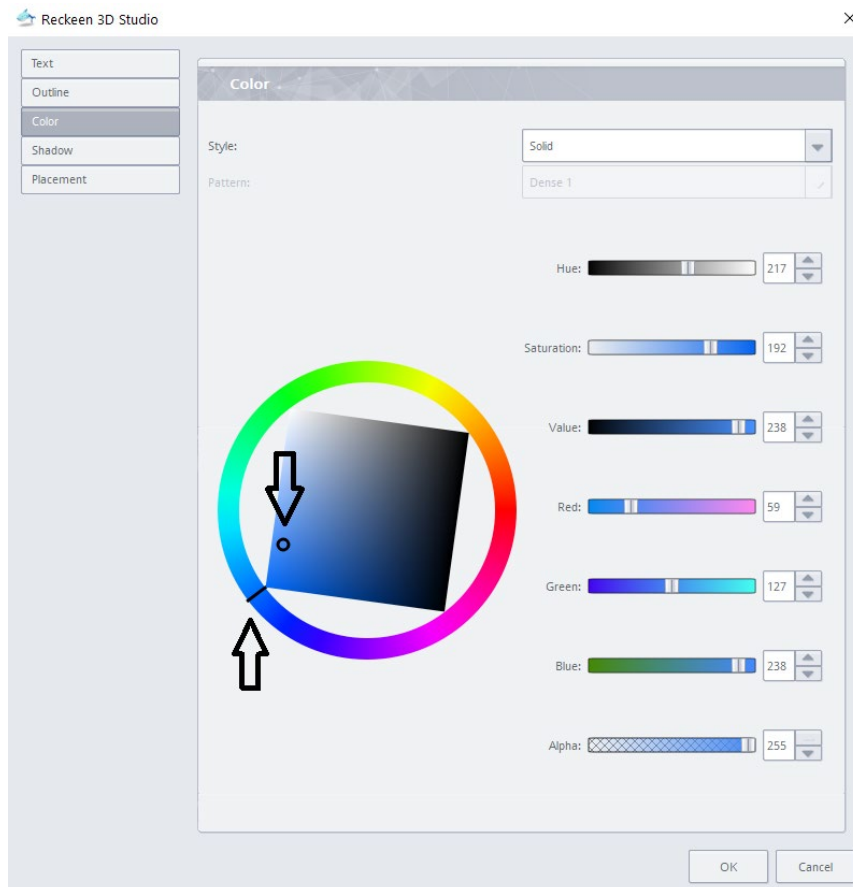 Reckeen 3D Studio
Text
Outline
Color
Shadow
Placement
Color
Style: Solid
Pattern: Dense 1
Hue: 217
Saturation: 192
Value: 238
Red: 59
Green: 127
Blue: 238
Alpha: 255
OK Cancel